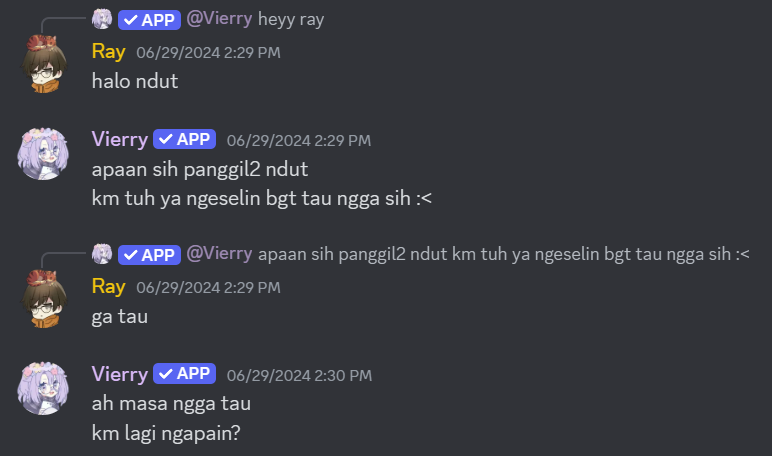 APP @Vierry heyy ray
Ray 06/29/2024 2:29 PM
halo ndut
Vierry APP 06/29/2024 2:29 PM
apaan sih panggil2 ndut
km tuh ya ngeselin bgt tau ngga sih :<
APP @Vierry apaan sih panggil2 ndut km tuh ya ngeselin bgt tau ngga sih :<
Ray 06/29/2024 2:29 PM
ga tau
Vierry APP 06/29/2024 2:30 PM
ah masa ngga tau
km lagi ngapain?